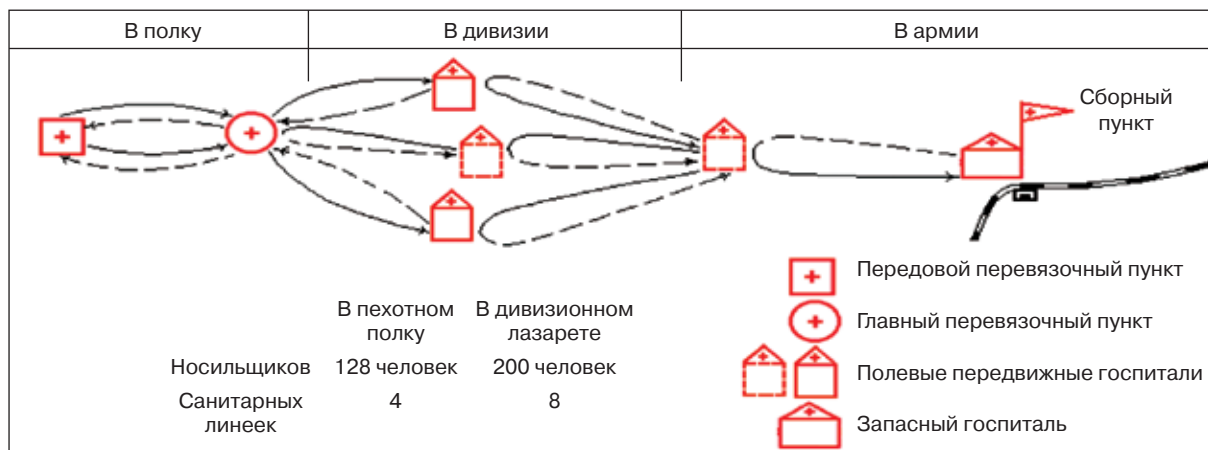 В полку
В дивизии
В армии
Сборный
пункт
Передовой перевязочный пункт
Главный перевязочный пункт
Полевые передвижные госпитали
Запасный госпиталь
В пехотном
полку
В дивизионном
лазарете
Носильщиков 128 человек 200 человек
Санитарных
линеек
4 8